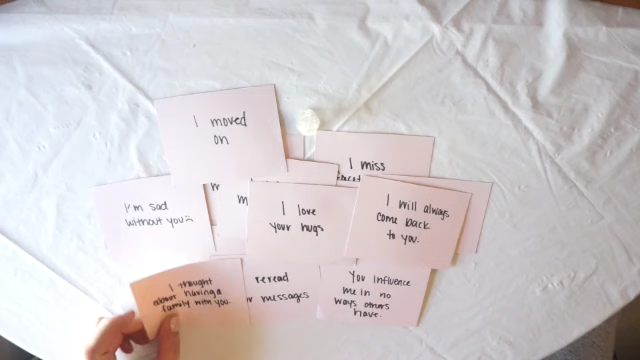 I moved
on
I miss
I'm sad
without you
m
I love
your hugs
I will always
come back
to you.
I thought
about having a
family with you.
reread
messages
You influence
me in no
ways others
have.